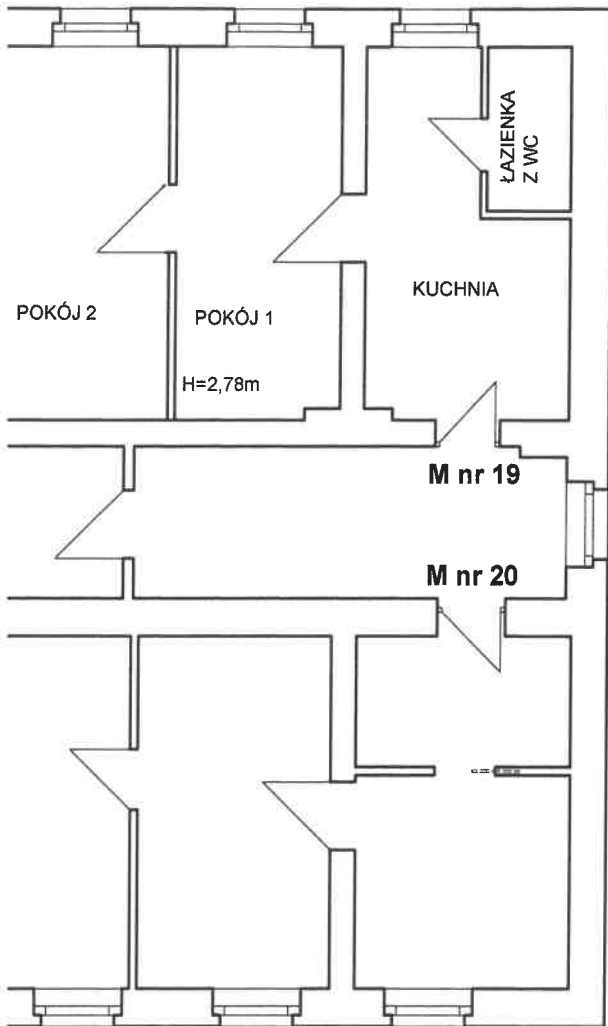 ŁAZIENKA
Z WC
KUCHNIA
POKÓJ 2
POKÓJ 1
H=2,78m
M nr 19
M nr 20